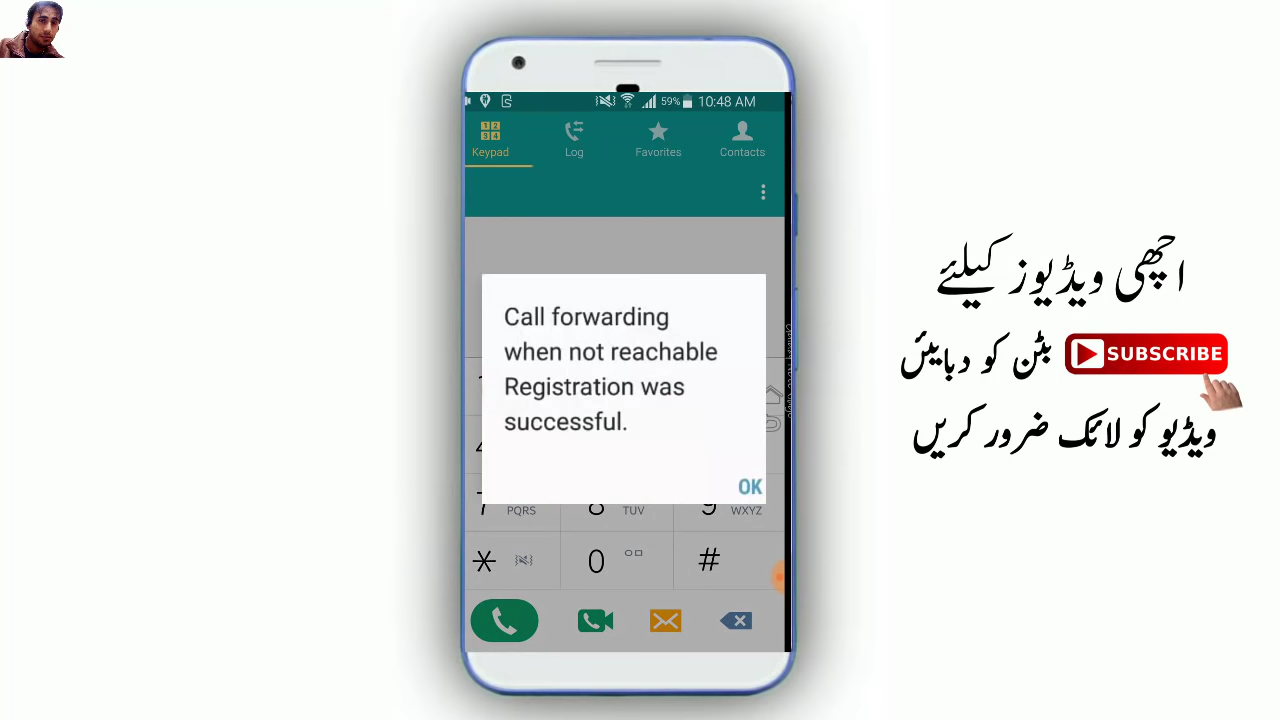 59% 10:48 AM
Keypad Log Favorites Contacts
Call forwarding
when not reachable
Registration was
successful.
OK
PQRS 8 TUV 9 WXYZ
* 0 #
اچھی ویڈیوز کیلئے
بٹن کو دبایئں SUBSCRIBE
ویڈیو کو لائک ضرور کریں